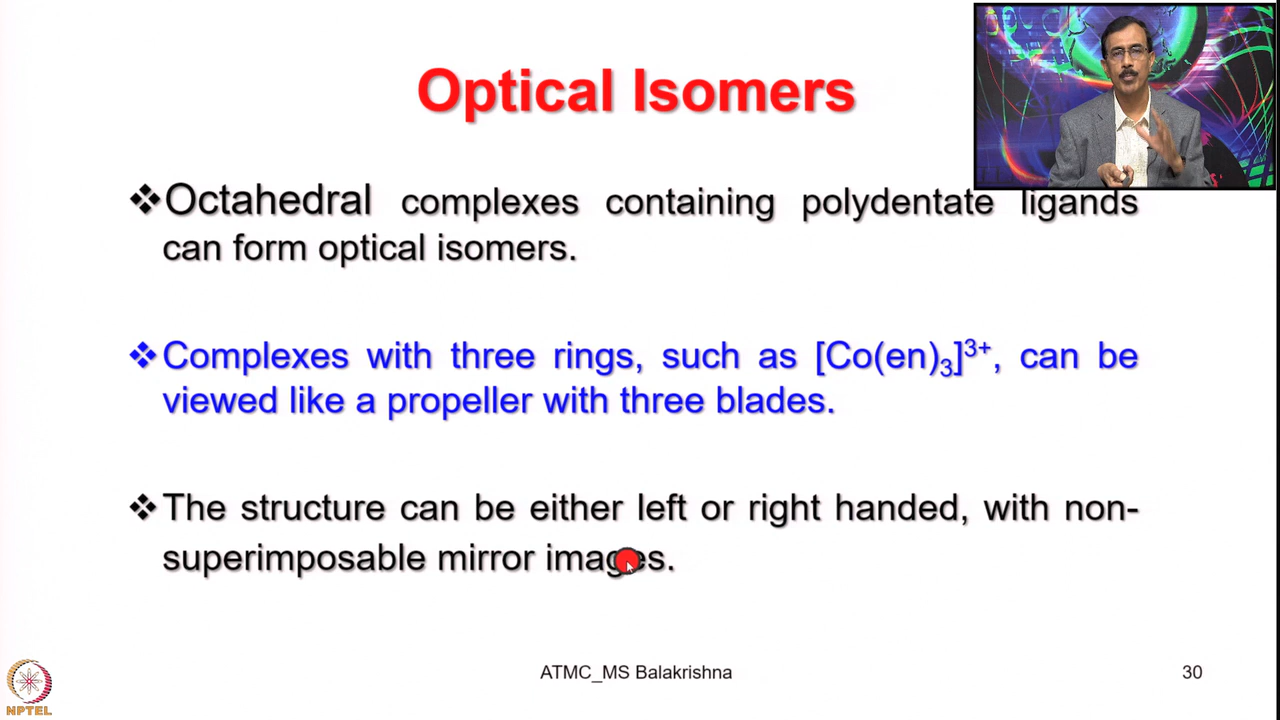 Optical Isomers
❖Octahedral complexes containing polydentate ligands
can form optical isomers.
❖Complexes with three rings, such as [Co(en)₃]³⁺, can be
viewed like a propeller with three blades.
❖The structure can be either left or right handed, with non-
superimposable mirror images.
ATMC_MS Balakrishna
30
NPTEL